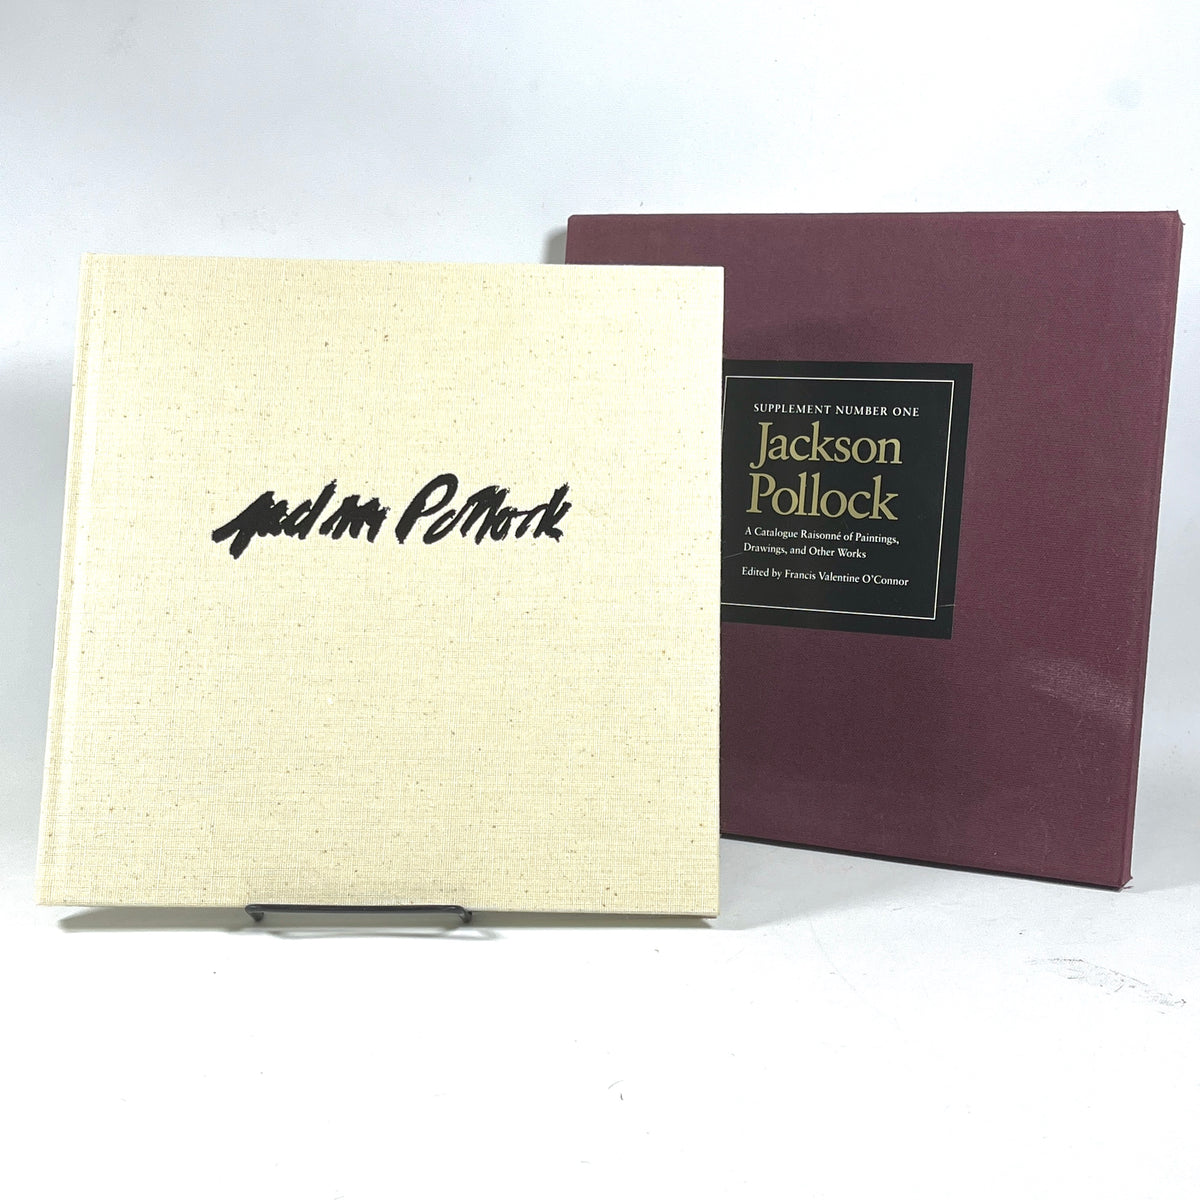 Jackson Pollock
SUPPLEMENT NUMBER ONE
Jackson
Pollock
A Catalogue Raisonné of Paintings,
Drawings, and Other Works
Edited by Francis Valentine O'Connor